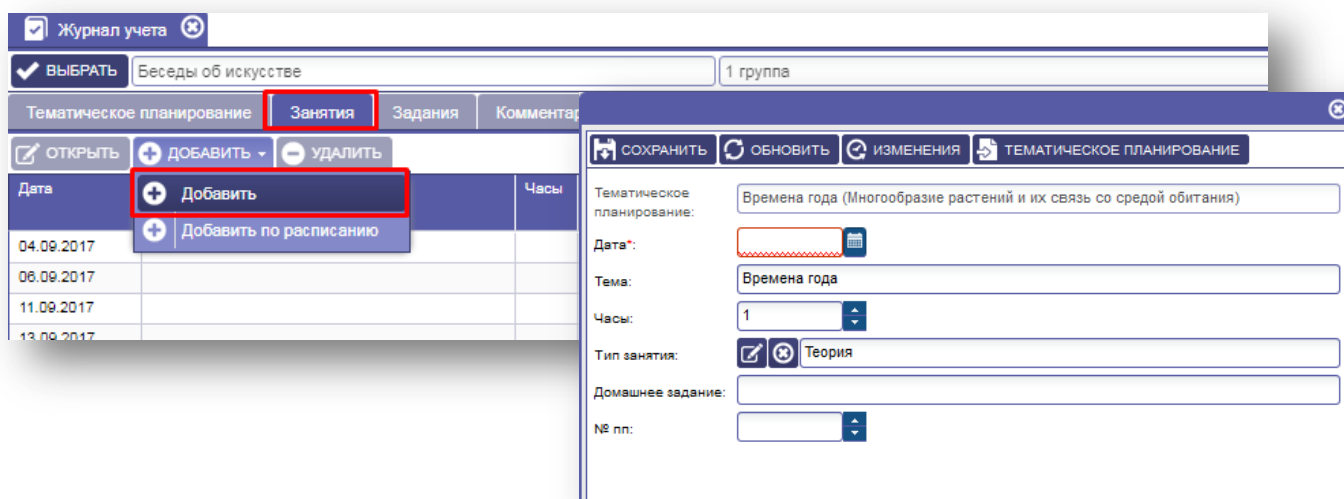 Журнал учета
ВЫБРАТЬ Беседы об искусстве 1 группа
Тематическое планирование Занятия Задания
ОТКРЫТЬ ДОБАВИТЬ УДАЛИТЬ
Дата Часы
Добавить
Добавить по расписанию
04.09.2017
06.09.2017
11.09.2017
13.09.2017
СОХРАНИТЬ ОБНОВИТЬ ИЗМЕНЕНИЯ ТЕМАТИЧЕСКОЕ ПЛАНИРОВАНИЕ
Тематическое
планирование: Времена года (Многообразие растений и их связь со средой обитания)
Дата*:
Тема: Времена года
Часы: 1
Тип занятия: Теория
Домашнее задание:
№ пп: